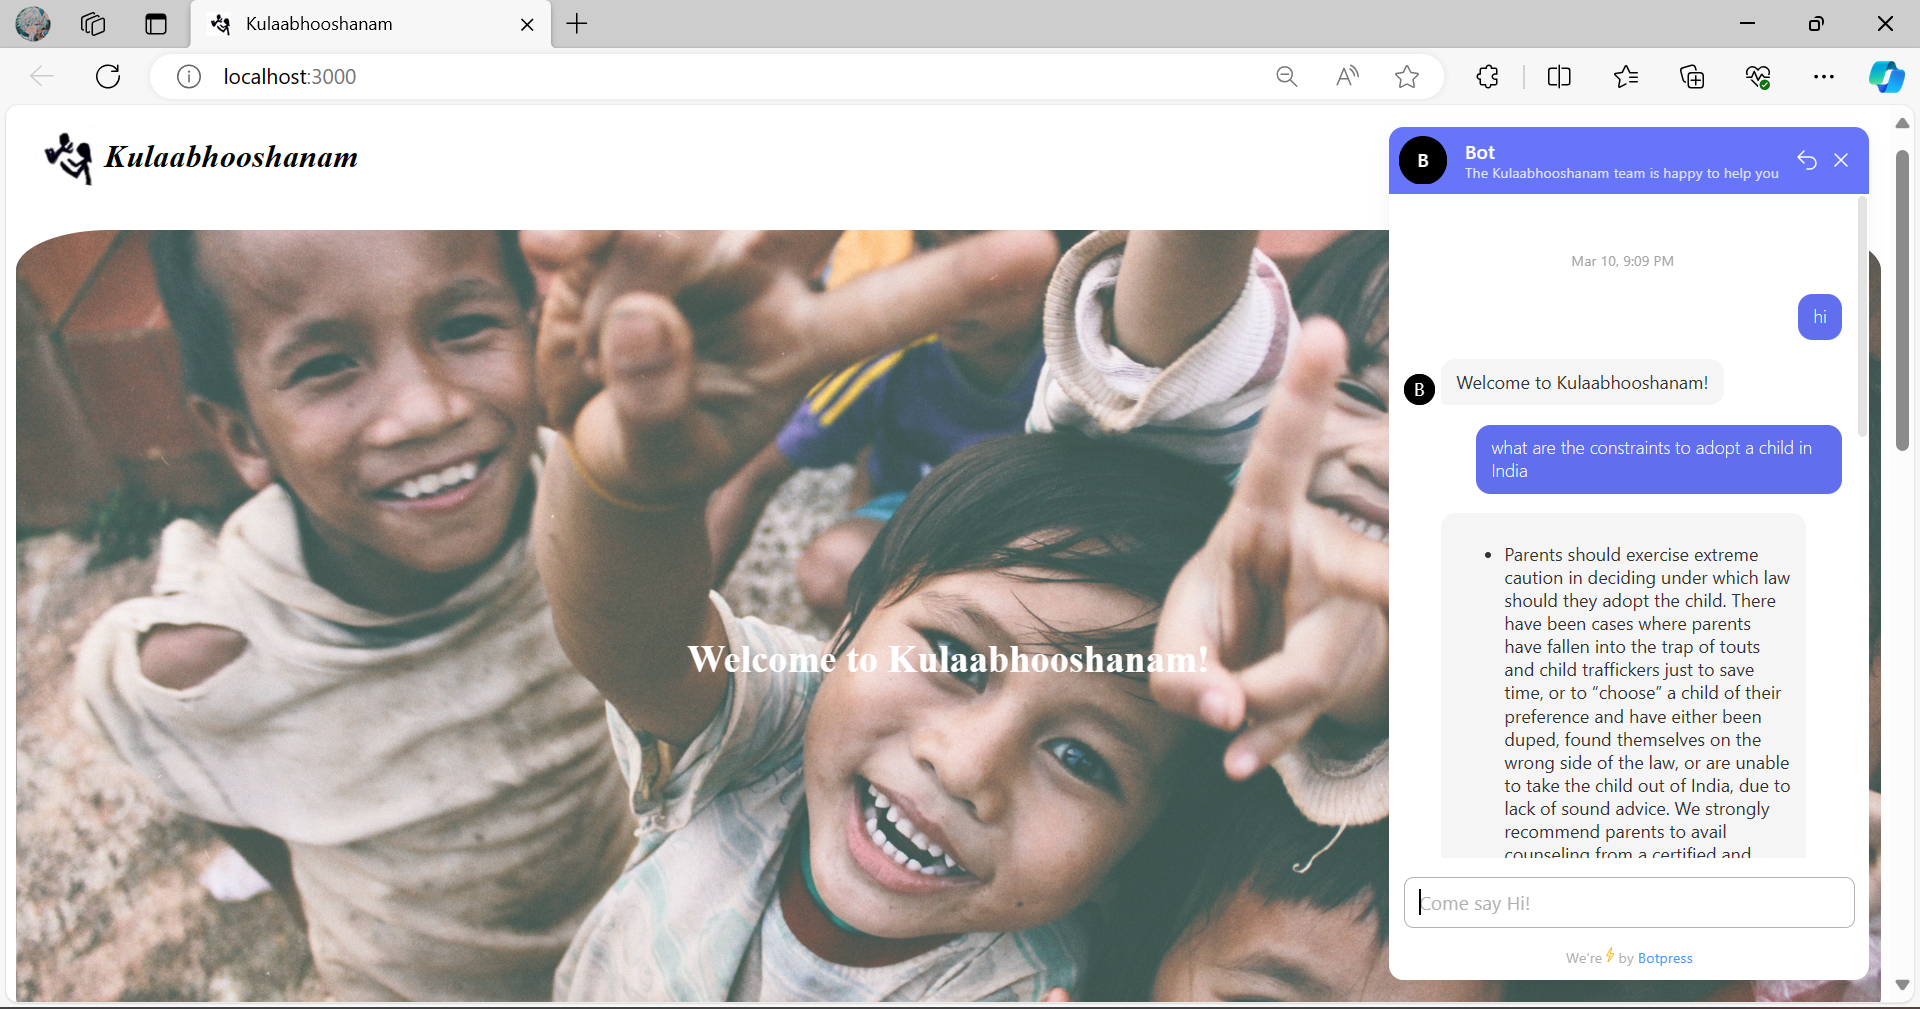 Kulaabhooshanam
localhost:3000
Kulaabhooshanam
Welcome to Kulaabhooshanam!
B
Bot
The Kulaabhooshanam team is happy to help you
Mar 10, 9:09 PM
hi
B
Welcome to Kulaabhooshanam!
what are the constraints to adopt a child in
India
• Parents should exercise extreme
caution in deciding under which law
should they adopt the child. There
have been cases where parents
have fallen into the trap of touts
and child traffickers just to save
time, or to “choose” a child of their
preference and have either been
duped, found themselves on the
wrong side of the law, or are unable
to take the child out of India, due to
lack of sound advice. We strongly
recommend parents to avail
counseling from a certified and
Come say Hi!
We're⚡by Botpress